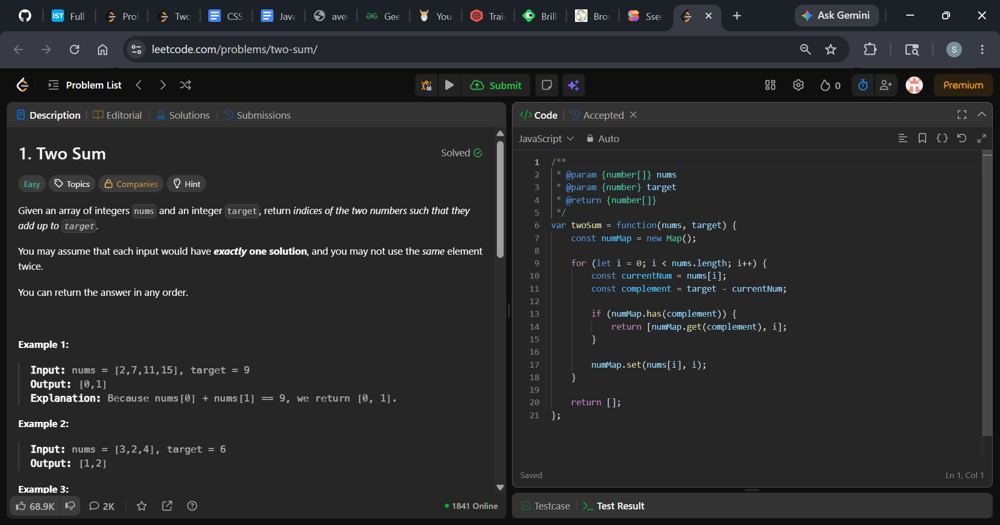 IST Full
Pro
Two
CSS
Java
ave
Gee
You
Trai
Brill
Bro
Sser
Ask Gemini
leetcode.com/problems/two-sum/
S
Problem List
Submit
0
Premium
Description
Editorial
Solutions
Submissions
1. Two Sum
Solved
Easy
Topics
Companies
Hint
Given an array of integers nums and an integer target, return indices of the two numbers such that they
add up to target.
You may assume that each input would have exactly one solution, and you may not use the same element
twice.
You can return the answer in any order.
Example 1:
Input: nums = [2,7,11,15], target = 9
Output: [0,1]
Explanation: Because nums[0] + nums[1] == 9, we return [0, 1].
Example 2:
Input: nums = [3,2,4], target = 6
Output: [1,2]
Example 3:
68.9K
2K
1841 Online
</> Code
Accepted
JavaScript
Auto
1 /**
2 * @param {number[]} nums
3 * @param {number} target
4 * @return {number[]}
5 */
6 var twoSum = function(nums, target) {
7 const numMap = new Map();
8
9 for (let i = 0; i < nums.length; i++) {
10 const currentNum = nums[i];
11 const complement = target - currentNum;
12
13 if (numMap.has(complement)) {
14 return [numMap.get(complement), i];
15 }
16
17 numMap.set(nums[i], i);
18 }
19
20 return [];
21 };
Saved
Ln 1, Col 1
Testcase
Test Result